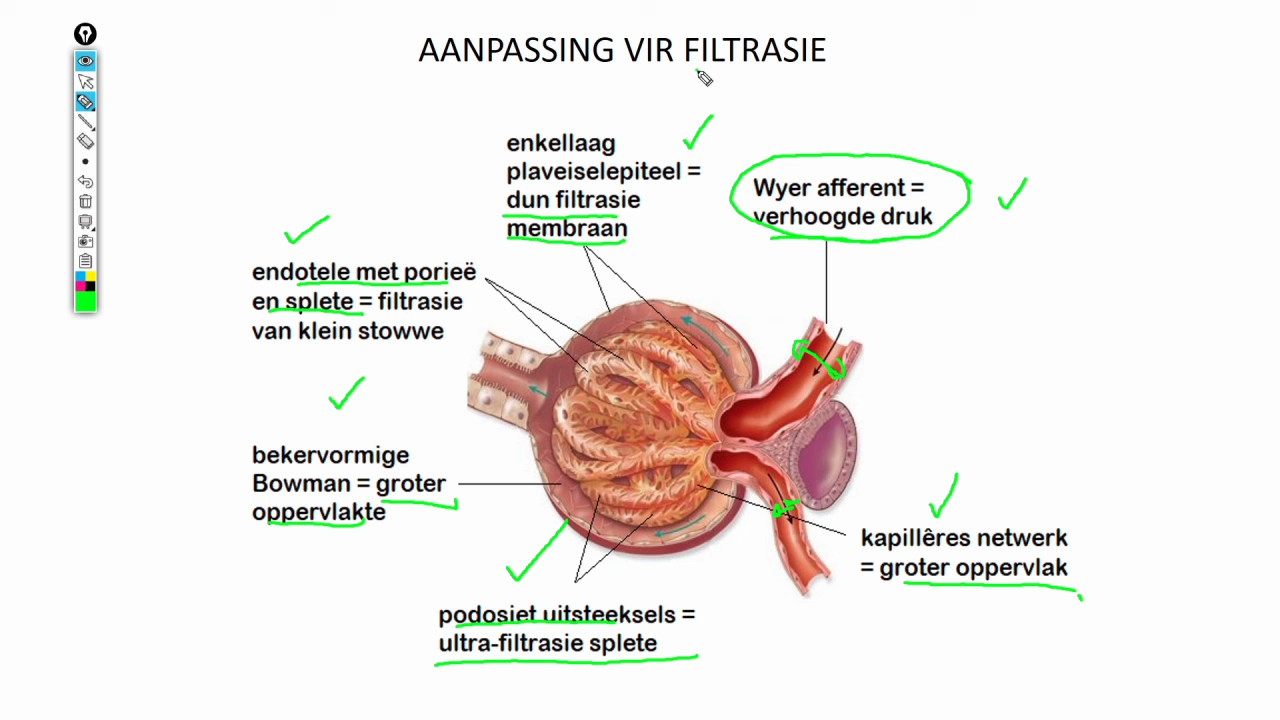 AANPASSING VIR FILTRASIE
enkellaag
plaveiselepiteel =
dun filtrasie
membraan
Wyer afferent =
verhoogde druk
endotele met porieë
en splete = filtrasie
van klein stowwe
bekervormige
Bowman = groter
oppervlakte
kapillêres netwerk
= groter oppervlak
podosiet uitsteeksels =
ultra-filtrasie splete